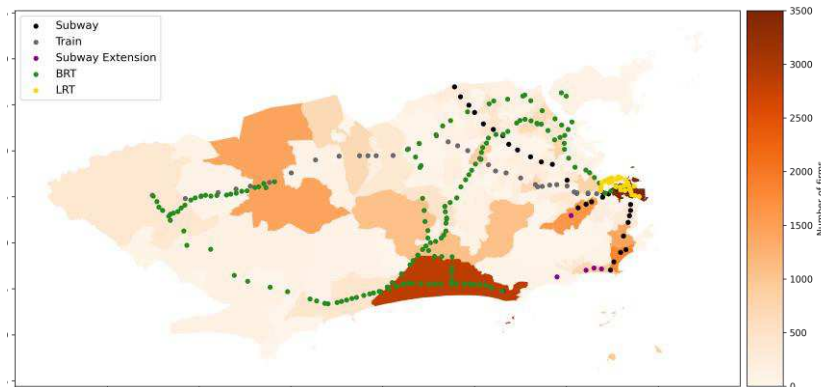 Subway
Train
Subway Extension
BRT
LRT
3500
3000
2500
2000
1500
1000
500
0
Number of firms